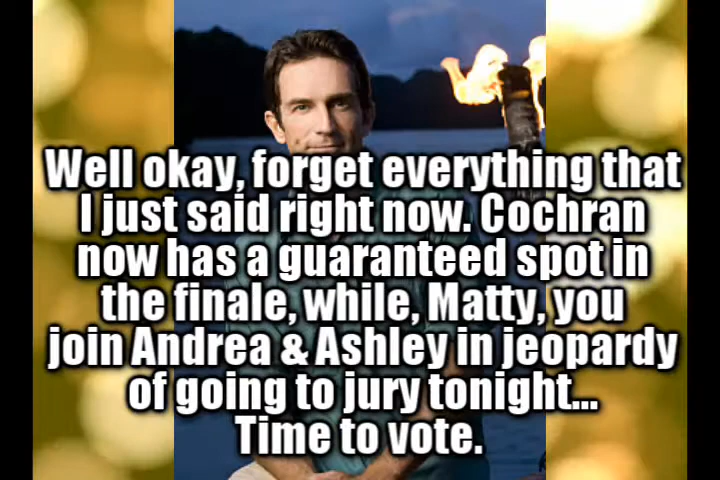 Well okay, forget everything that
I just said right now. Cochran
now has a guaranteed spot in
the finale, while, Matty, you
join Andrea & Ashley in jeopardy
of going to jury tonight...
Time to vote.